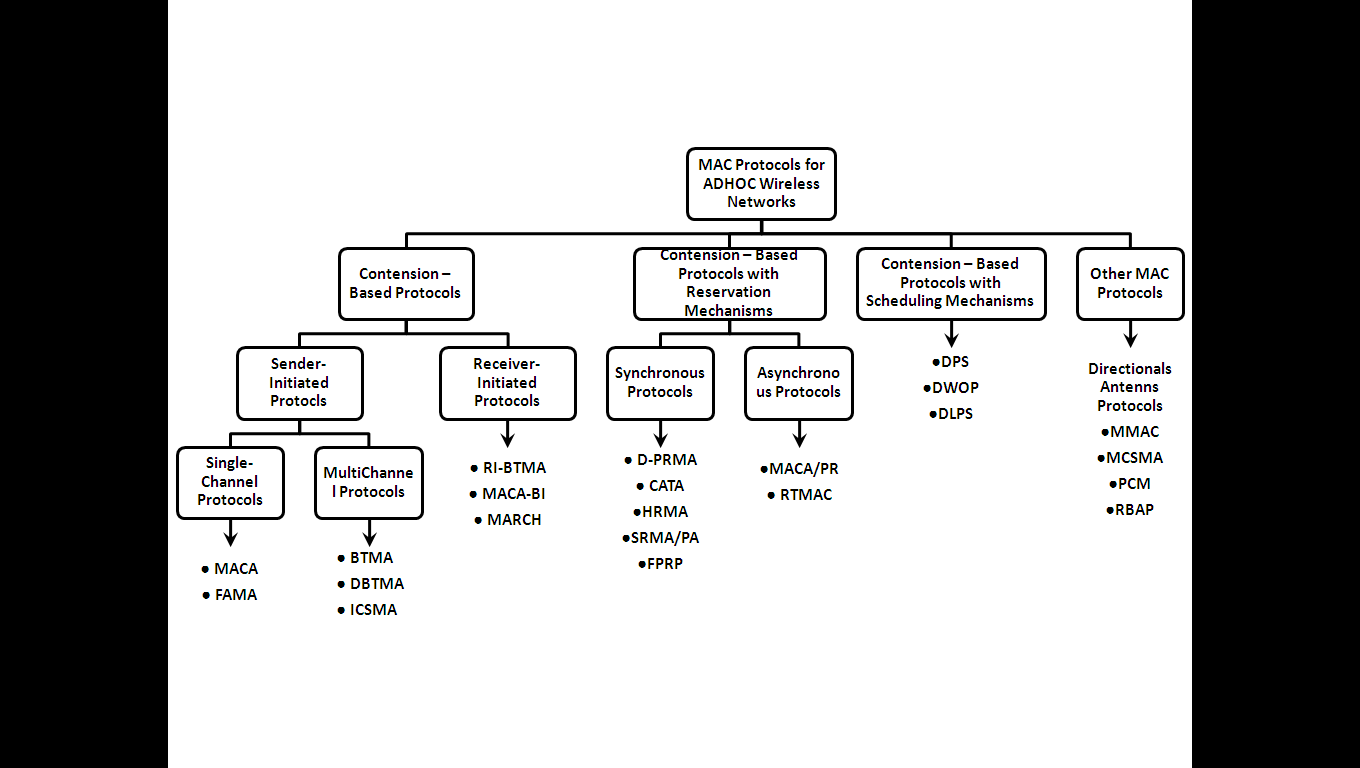 MAC Protocols for
ADHOC Wireless
Networks
Contension –
Based Protocols
Contension – Based
Protocols with
Reservation
Mechanisms
Contension – Based
Protocols with
Scheduling Mechanisms
Other MAC
Protocols
Sender-
Initiated
Protocls
Receiver-
Initiated
Protocols
Synchronous
Protocols
Asynchrono
us Protocols
●DPS
●DWOP
●DLPS
Directionals
Antenns
Protocols
●MMAC
●MCSMA
●PCM
●RBAP
Single-
Channel
Protocols
MultiChanne
l Protocols
● RI-BTMA
● MACA-BI
● MARCH
● D-PRMA
● CATA
●HRMA
●SRMA/PA
●FPRP
●MACA/PR
● RTMAC
● MACA
● FAMA
● BTMA
● DBTMA
● ICSMA